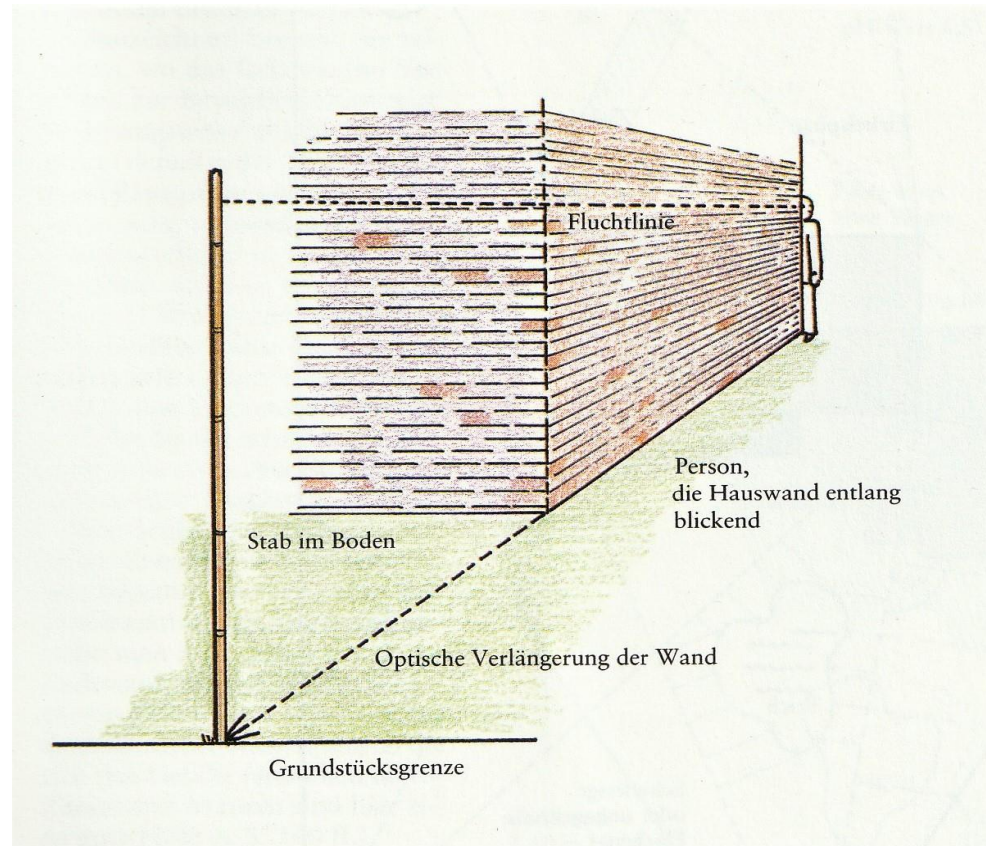 Fluchtlinie
Person,
die Hauswand entlang
blickend
Stab im Boden
Optische Verlängerung der Wand
Grundstücksgrenze